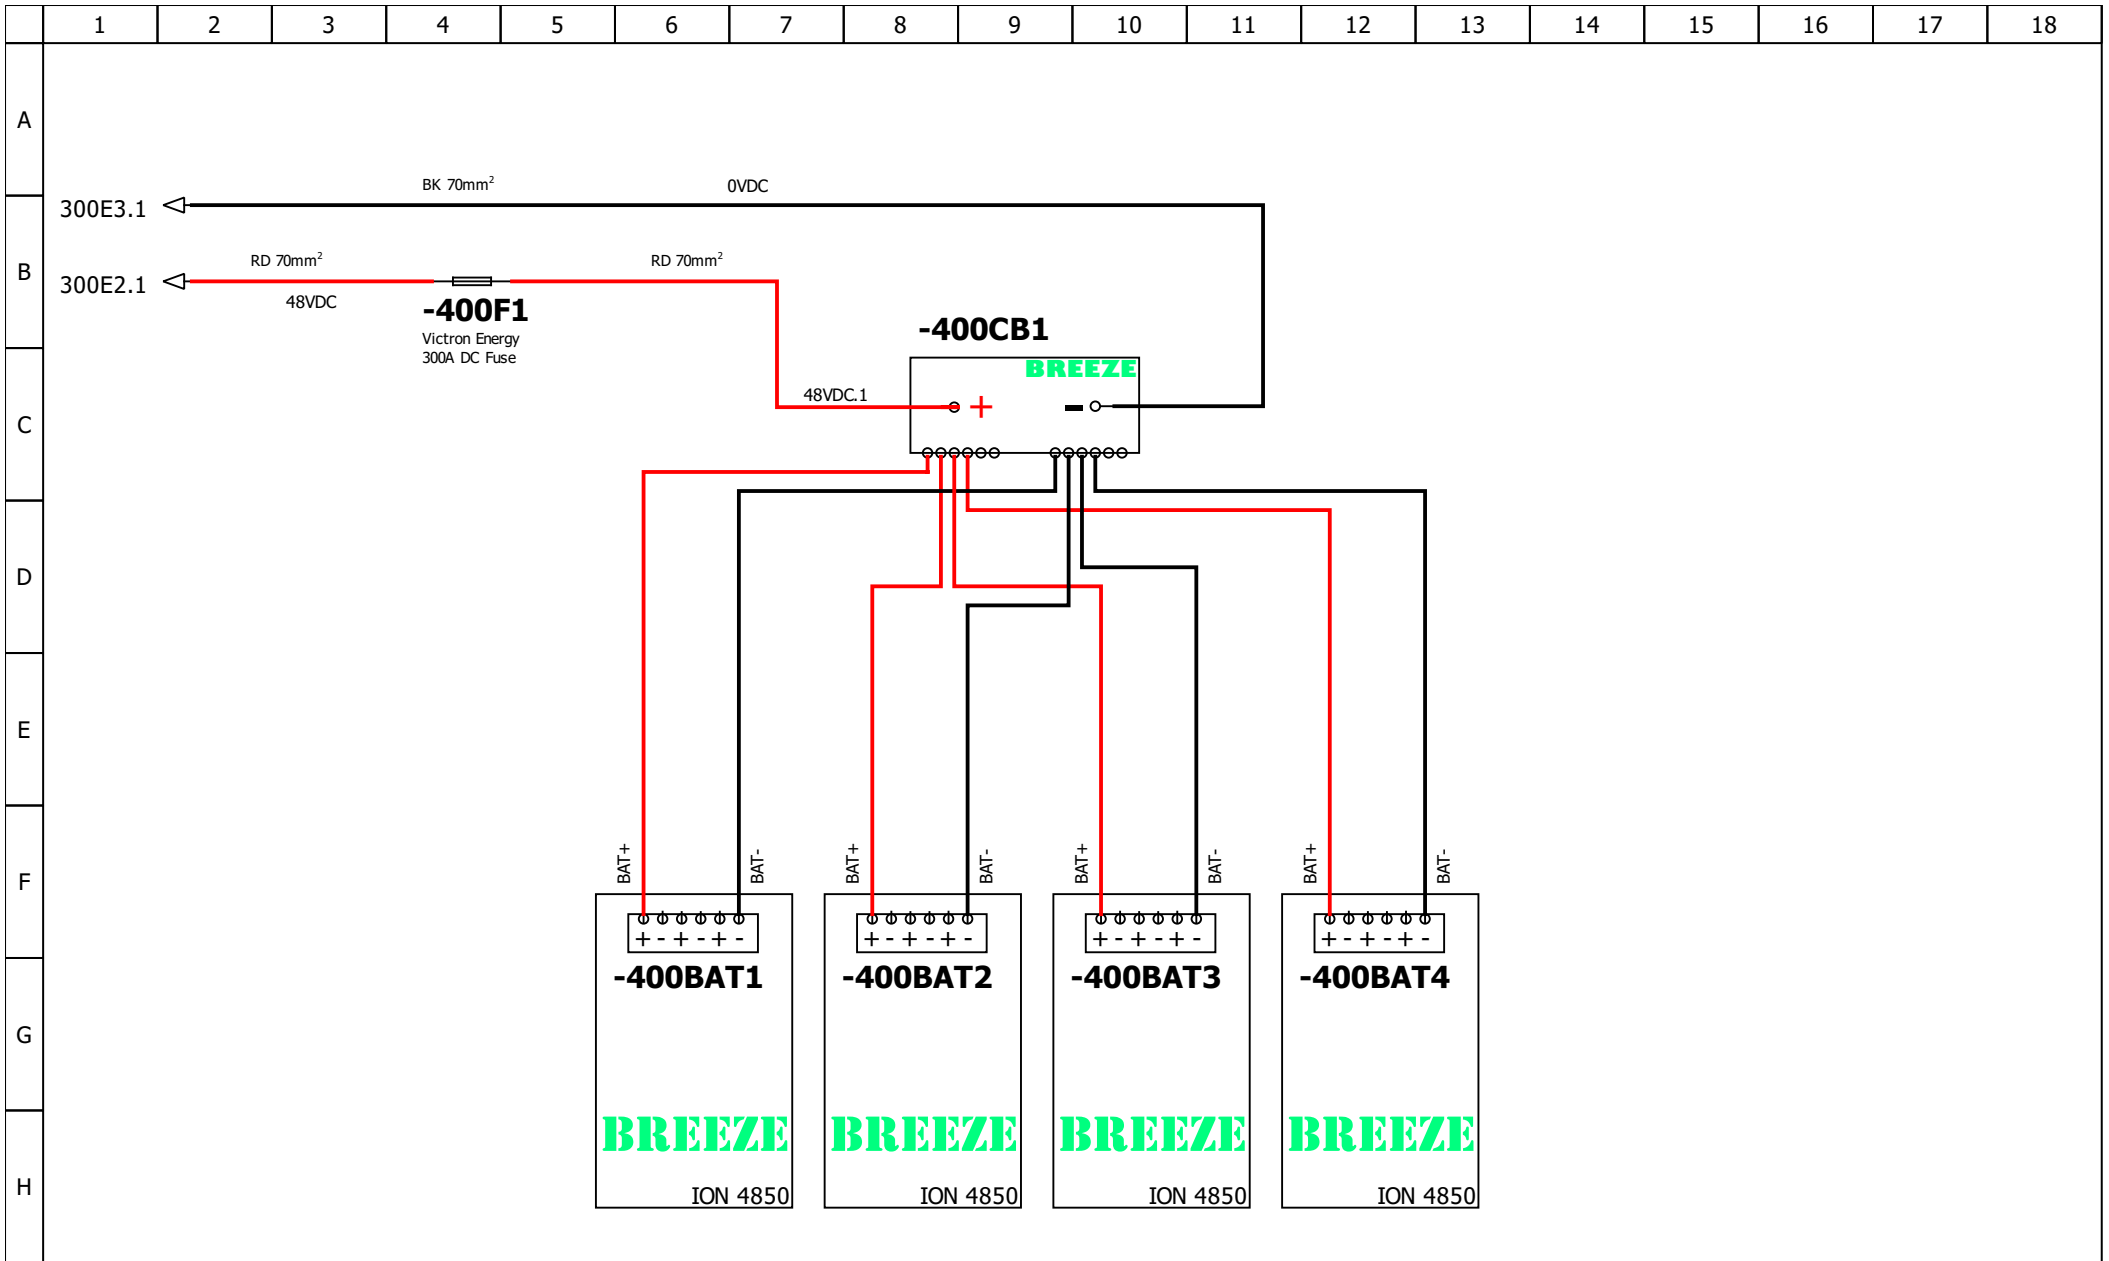 1 2 3 4 5 6 7 8 9 10 11 12 13 14 15 16 17 18
A
BK 70mm² 0VDC
300E3.1
B
RD 70mm² RD 70mm²
300E2.1
48VDC
-400F1
Victron Energy
300A DC Fuse
-400CB1
BREEZE
48VDC.1 + -
C
D
E
F
BAT+ BAT- BAT+ BAT- BAT+ BAT- BAT+ BAT-
+ - + - + - + - + - + - + - + - + - + - + - + -
-400BAT1 -400BAT2 -400BAT3 -400BAT4
G
BREEZE BREEZE BREEZE BREEZE
H
ION 4850 ION 4850 ION 4850 ION 4850